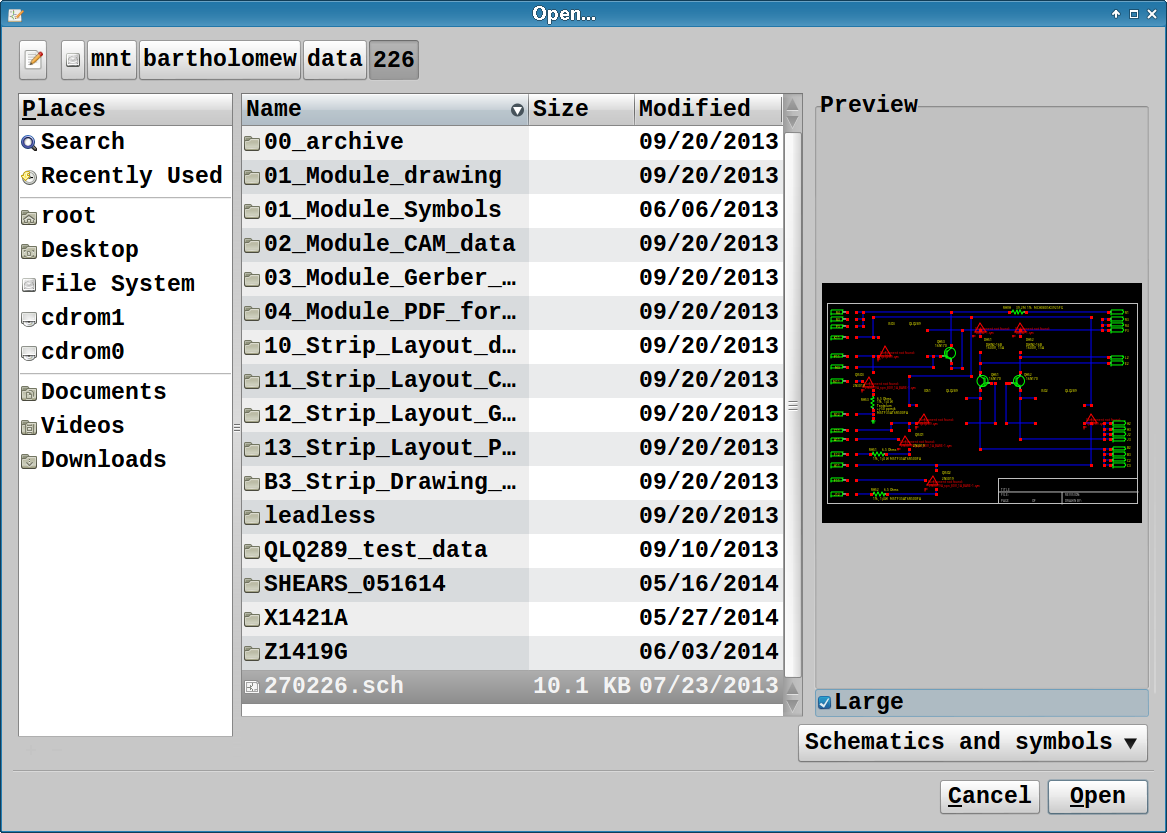 Open...
mnt bartholomew data 226
Places
Search
Recently Used
root
Desktop
File System
cdrom1
cdrom0
Documents
Videos
Downloads
Name Size Modified
00_archive 09/20/2013
01_Module_drawing 09/20/2013
01_Module_Symbols 06/06/2013
02_Module_CAM_data 09/20/2013
03_Module_Gerber_… 09/20/2013
04_Module_PDF_for… 09/20/2013
10_Strip_Layout_d… 09/20/2013
11_Strip_Layout_C… 09/20/2013
12_Strip_Layout_G… 09/20/2013
13_Strip_Layout_P… 09/20/2013
B3_Strip_Drawing_… 09/20/2013
leadless 09/20/2013
QLQ289_test_data 09/10/2013
SHEARS_051614 05/16/2014
X1421A 05/27/2014
Z1419G 06/03/2014
270226.sch 10.1 KB 07/23/2013
Preview
Large
Schematics and symbols
Cancel Open